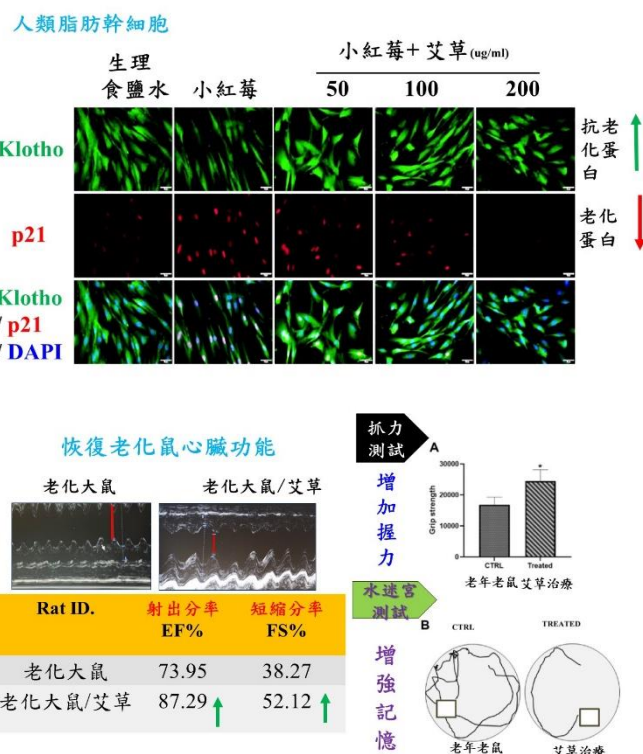 人類脂肪幹細胞
生理
食鹽水
小紅莓
小紅莓+艾草(ug/ml)
50 100 200
Klotho
抗老
化蛋
白
p21
老化
蛋白
Klotho
/ p21
/ DAPI
恢復老化鼠心臟功能
老化大鼠 老化大鼠/艾草
Rat ID. 射出分率 短縮分率
EF% FS%
老化大鼠 73.95 38.27
老化大鼠/艾草 87.29 52.12
抓力
測試
增
加
握
力
A
Grip strength
30000
20000
10000
0
*
CTRL Treated
老年老鼠 艾草治療
水迷宮
測試
增
強
記
憶
B CTRL TREATED
老年老鼠 艾草治療